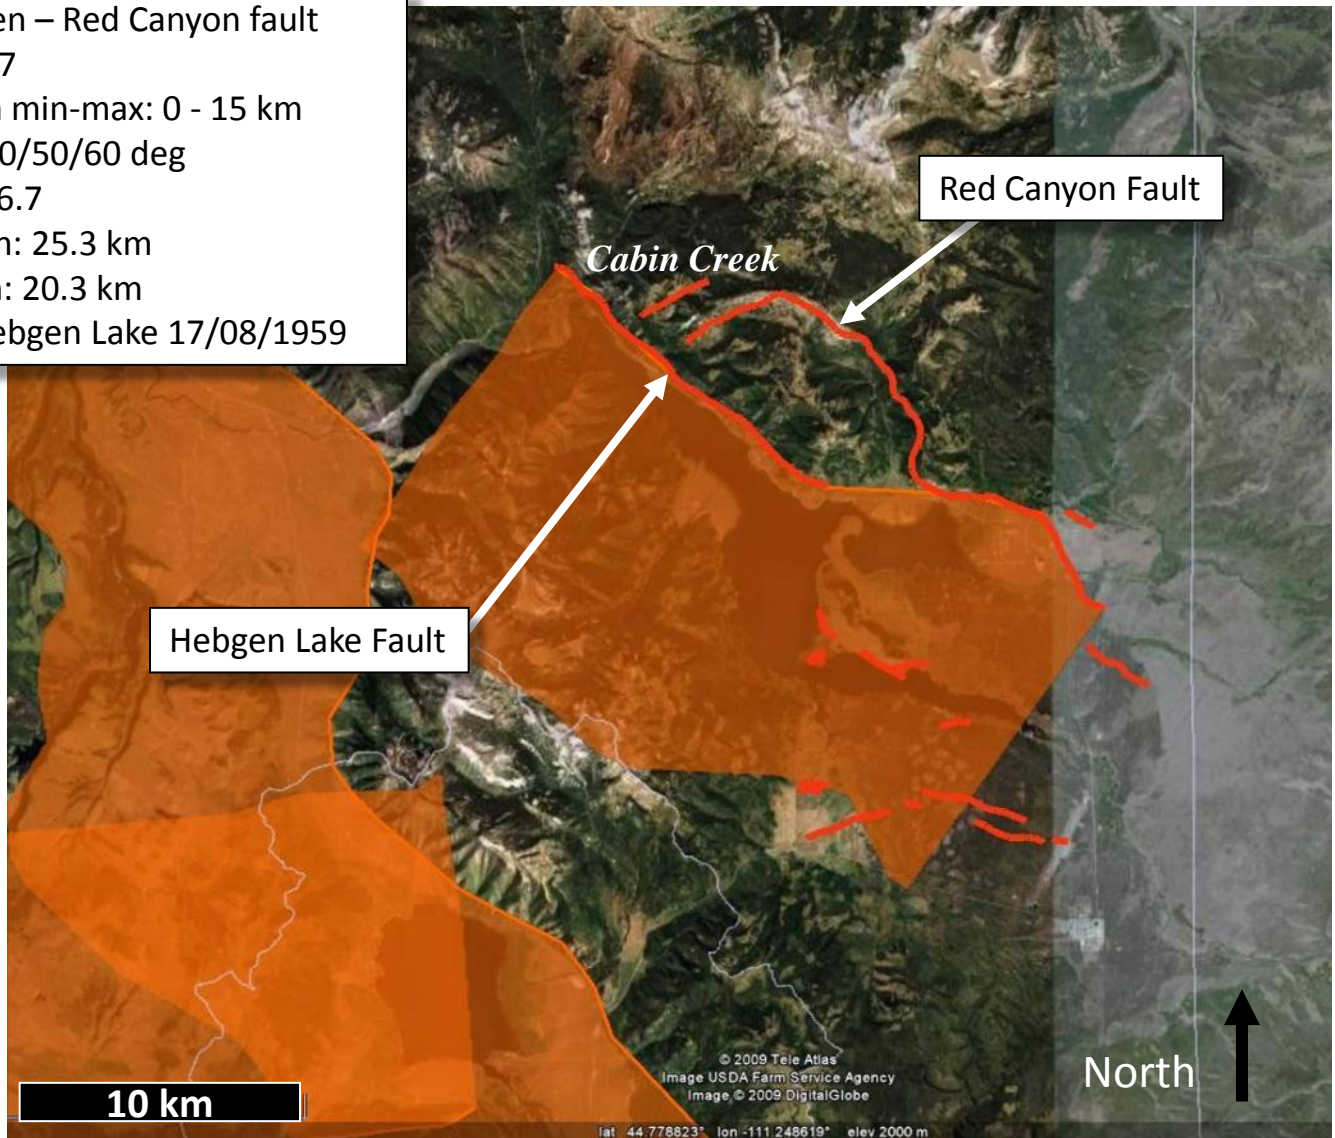 en – Red Canyon fault
7
min-max: 0 - 15 km
0/50/60 deg
6.7
25.3 km
20.3 km
ebgen Lake 17/08/1959
Red Canyon Fault
Cabin Creek
Hebgen Lake Fault
© 2009 Tele Atlas
Image USDA Farm Service Agency
Image © 2009 DigitalGlobe
North
10 km
lat 44.778823° lon -111.248619° elev 2000 m